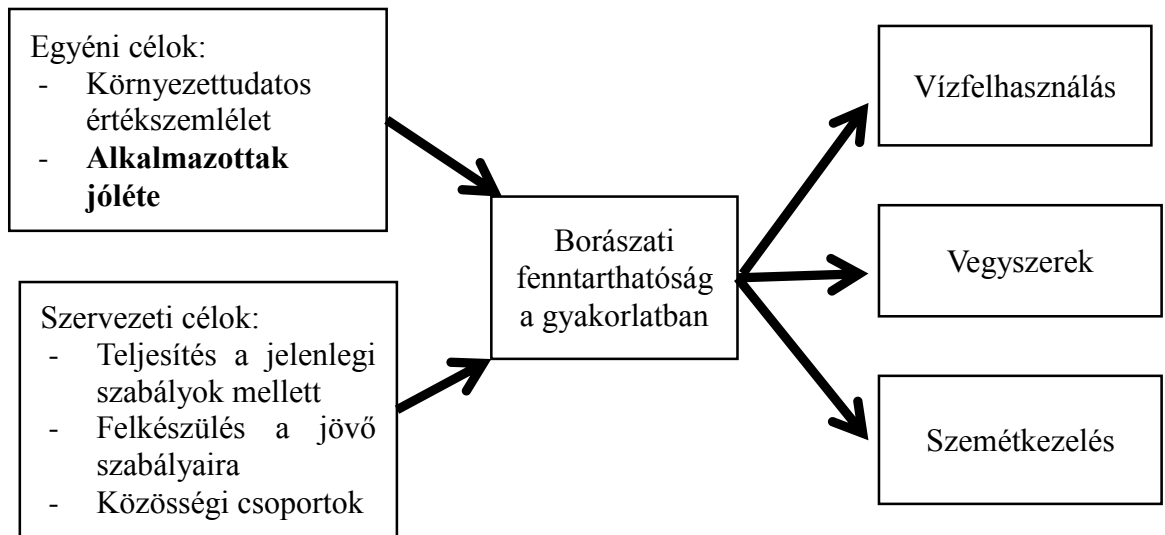 Egyéni célok:
- Környezettudatos
értékszemlélet
- Alkalmazottak
jóléte
Szervezeti célok:
- Teljesítés a jelenlegi
szabályok mellett
- Felkészülés a jövő
szabályaira
- Közösségi csoportok
Borászati
fenntarthatóság
a gyakorlatban
Vízfelhasználás
Vegyszerek
Szemétkezelés